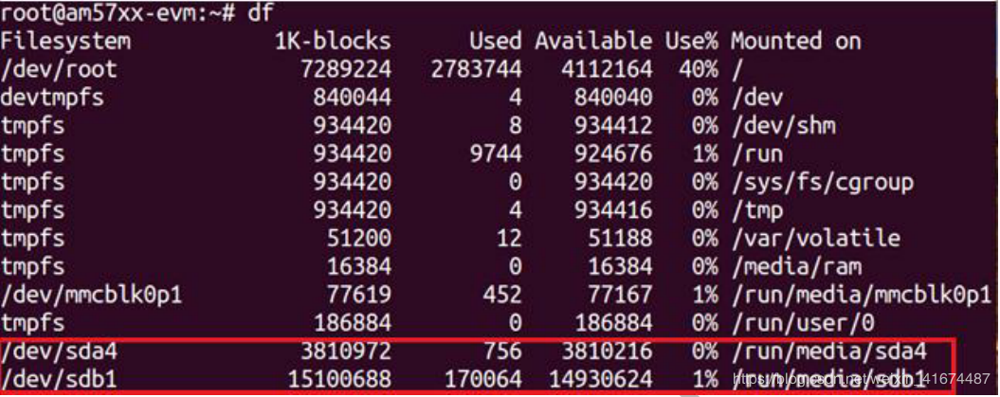 root@am57xx-evm:~# df
Filesystem 1K-blocks Used Available Use% Mounted on
/dev/root 7289224 2783744 4112164 40% /
devtmpfs 840044 4 840040 0% /dev
tmpfs 934420 8 934412 0% /dev/shm
tmpfs 934420 9744 924676 1% /run
tmpfs 934420 0 934420 0% /sys/fs/cgroup
tmpfs 934420 4 934416 0% /tmp
tmpfs 51200 12 51188 0% /var/volatile
tmpfs 16384 0 16384 0% /media/ram
/dev/mmcblk0p1 77619 452 77167 1% /run/media/mmcblk0p1
tmpfs 186884 0 186884 0% /run/user/0
/dev/sda4 3810972 756 3810216 0% /run/media/sda4
/dev/sdb1 15100688 170064 14930624 1% /run/media/sdb1
https://blog.csdn.net/weixin_41674487